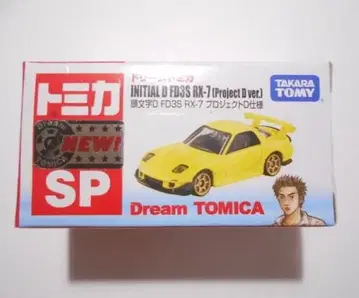 ドリームトミカ
トミカ
INITIAL D FD3S RX-7 (Project D ver.)
頭文字D FD3S RX-7 プロジェクトD仕様
TAKARA
TOMY
NEW!
SP
Dream TOMICA